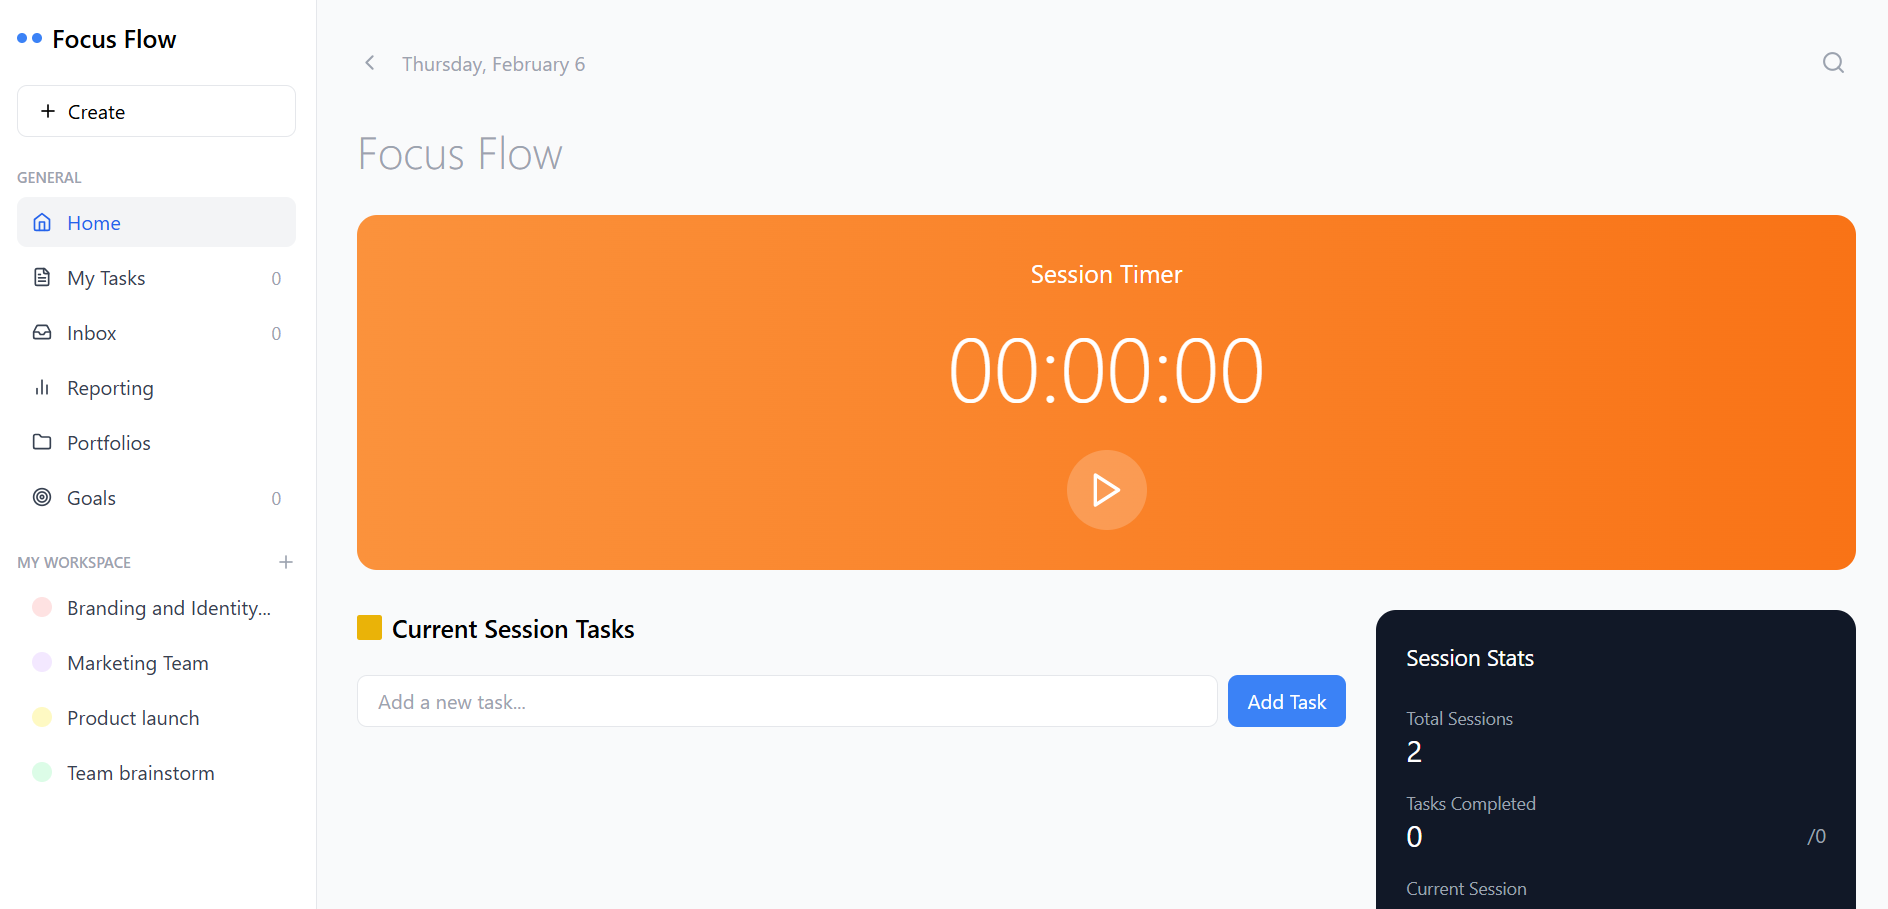 Focus Flow
Create
GENERAL
Home
My Tasks 0
Inbox 0
Reporting
Portfolios
Goals 0
MY WORKSPACE
Branding and Identity...
Marketing Team
Product launch
Team brainstorm
Thursday, February 6
Focus Flow
Session Timer
00:00:00
Current Session Tasks
Add a new task...
Add Task
Session Stats
Total Sessions
2
Tasks Completed
0 /0
Current Session